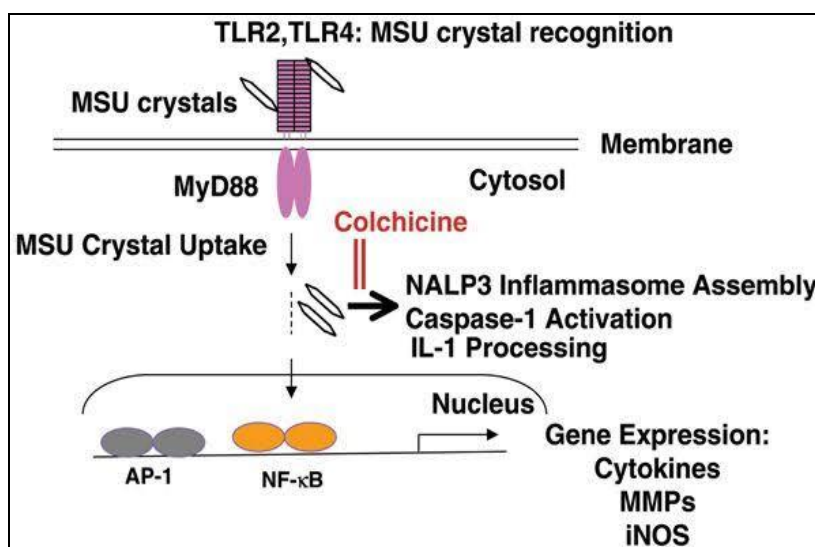 TLR2,TLR4: MSU crystal recognition
MSU crystals
Membrane
MyD88
Cytosol
Colchicine
MSU Crystal Uptake
NALP3 Inflammasome Assembly
Caspase-1 Activation
IL-1 Processing
Nucleus
AP-1
NF-κB
Gene Expression:
Cytokines
MMPs
iNOS